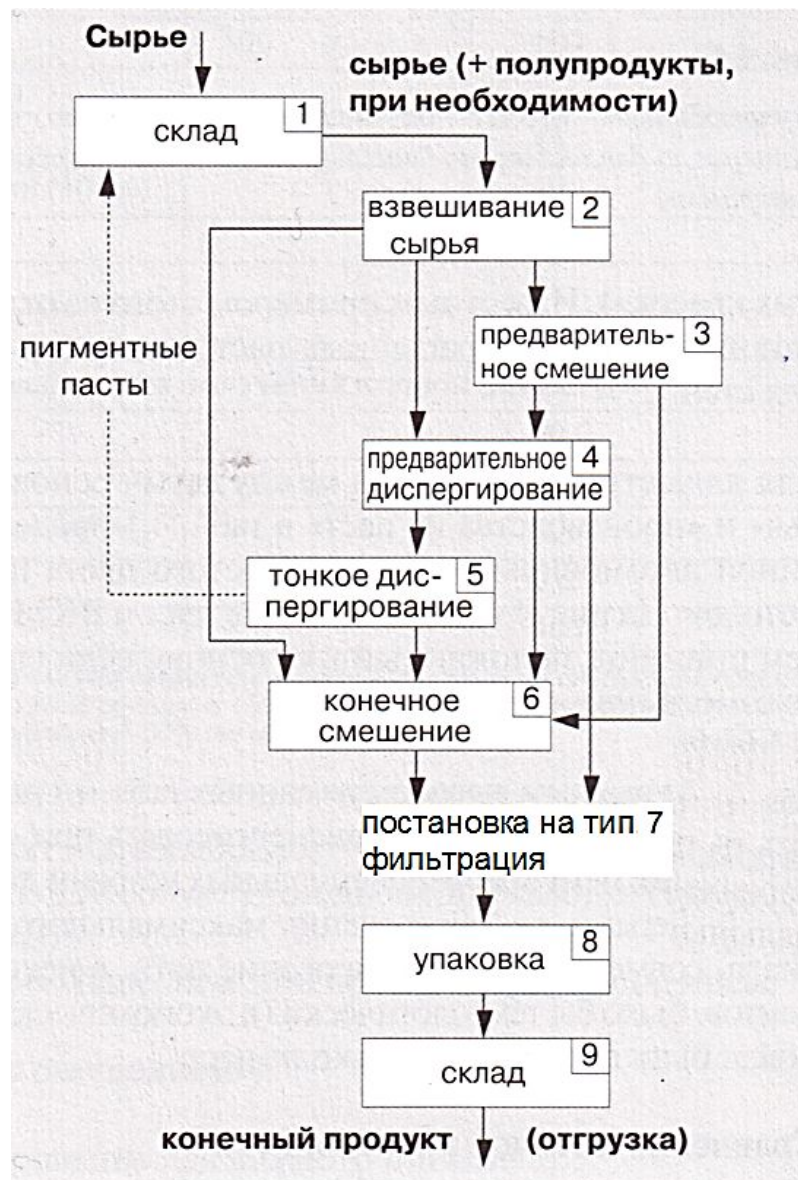 Сырье
сырье (+ полупродукты,
при необходимости)
склад 1
взвешивание 2
сырья
предваритель- 3
ное смешение
пигментные
пасты
предварительное 4
диспергирование
тонкое дис- 5
пергирование
конечное 6
смешение
постановка на тип 7
фильтрация
упаковка 8
склад 9
конечный продукт (отгрузка)